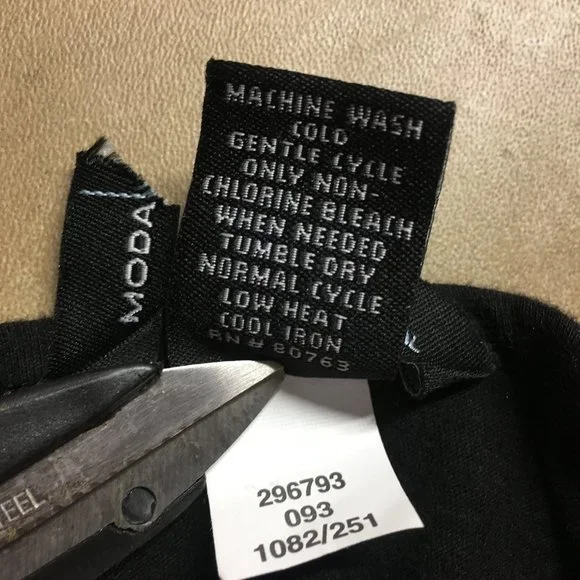 MACHINE WASH
COLD
GENTLE CYCLE
ONLY NON-
CHLORINE BLEACH
WHEN NEEDED
TUMBLE DRY
NORMAL CYCLE
LOW HEAT
COOL IRON
RN # 80763
MODA
296793
093
1082/251
TEEL